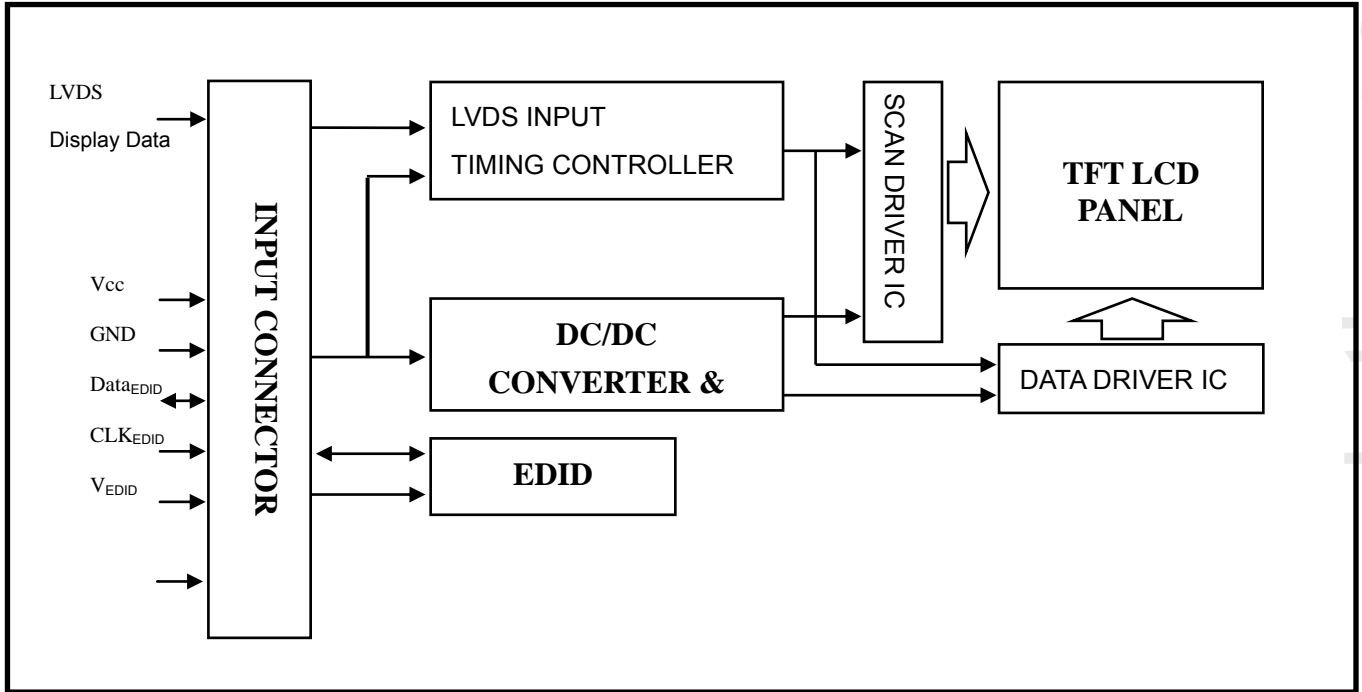 LVDS
Display Data
Vcc
GND
DataEDID
CLKEDID
VEDID
INPUT CONNECTOR
LVDS INPUT
TIMING CONTROLLER
DC/DC
CONVERTER &
EDID
SCAN DRIVER IC
TFT LCD
PANEL
DATA DRIVER IC